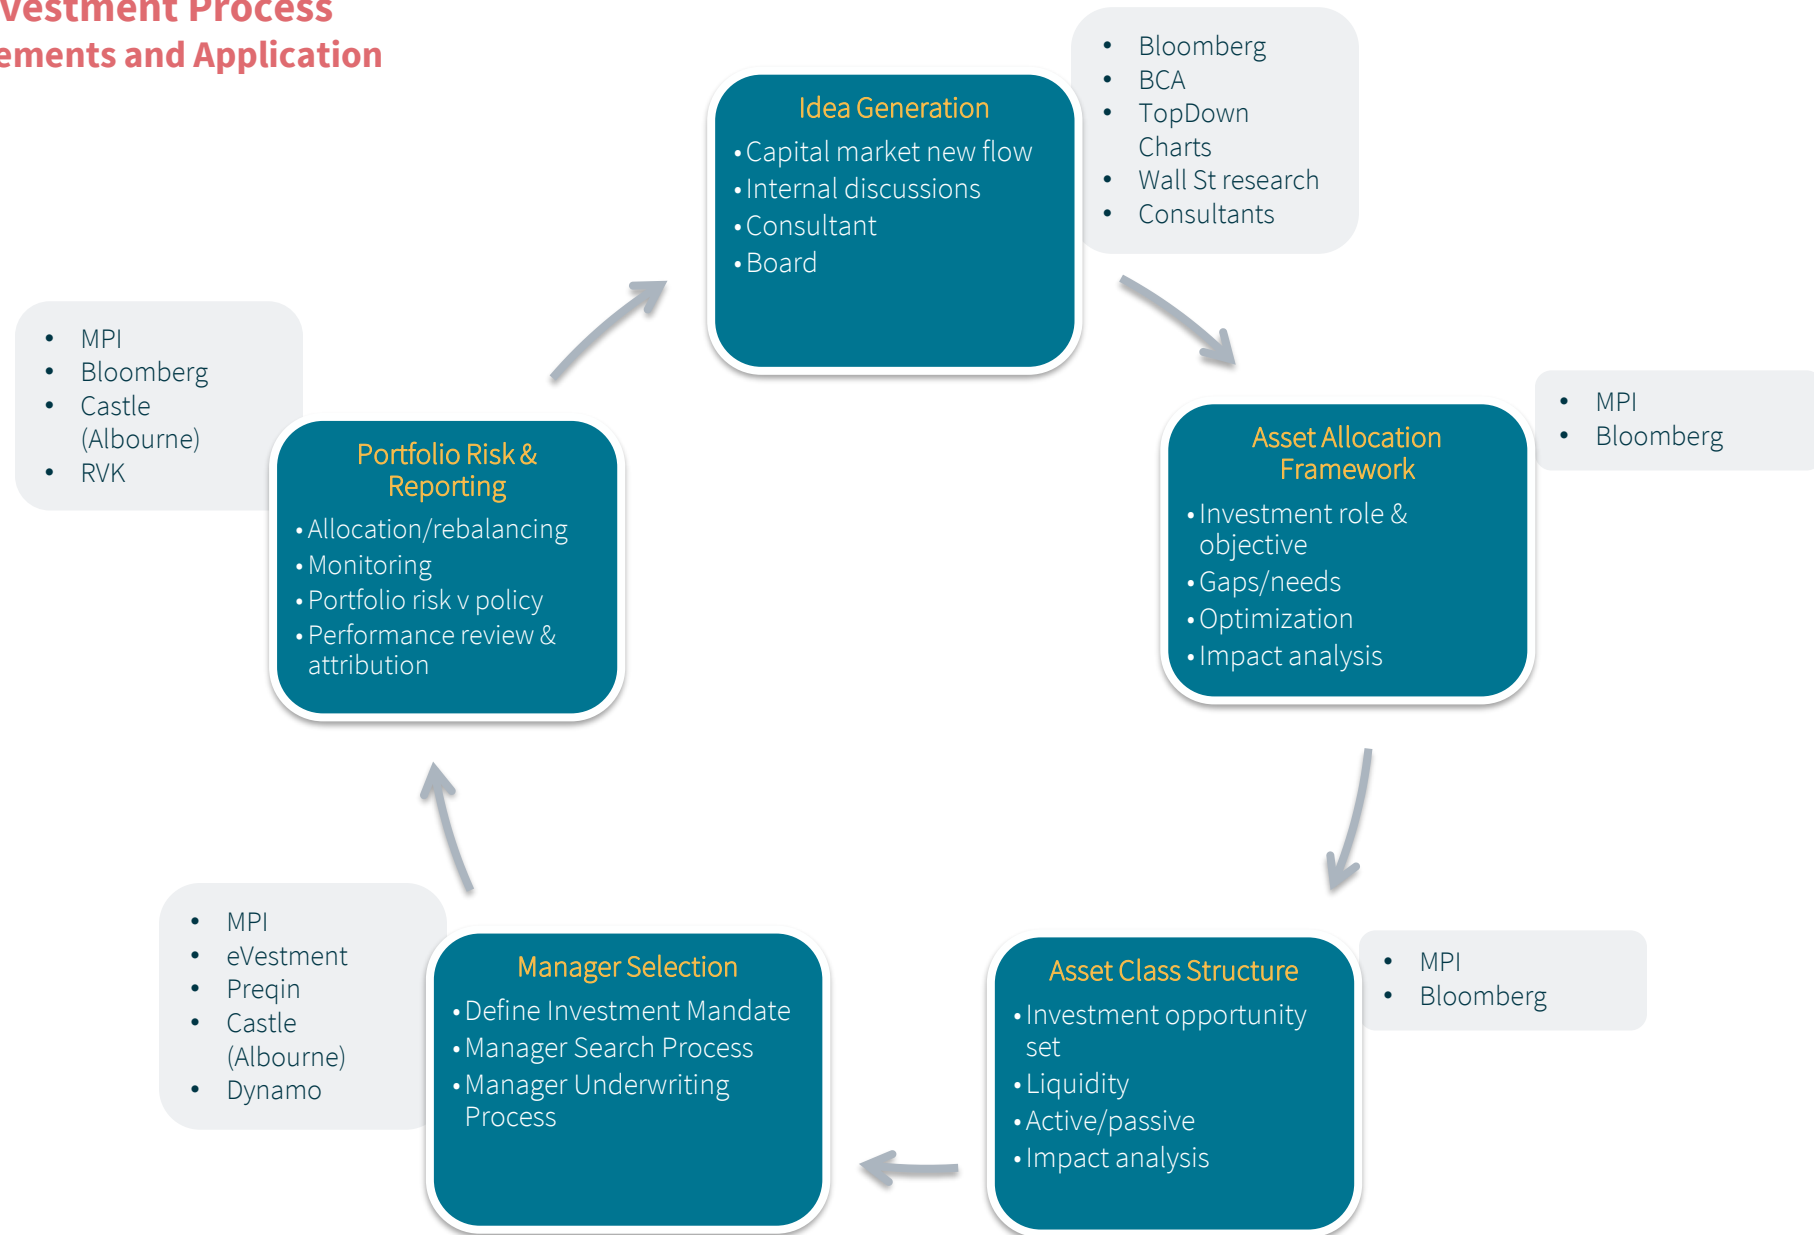 vestment Process
ements and Application
Idea Generation
• Capital market new flow
• Internal discussions
• Consultant
• Board
• Bloomberg
• BCA
• TopDown
Charts
• Wall St research
• Consultants
Asset Allocation
Framework
• Investment role &
objective
• Gaps/needs
• Optimization
• Impact analysis
• MPI
• Bloomberg
Asset Class Structure
• Investment opportunity
set
• Liquidity
• Active/passive
• Impact analysis
• MPI
• Bloomberg
Manager Selection
• Define Investment Mandate
• Manager Search Process
• Manager Underwriting
Process
• MPI
• eVestment
• Preqin
• Castle
(Albourne)
• Dynamo
Portfolio Risk &
Reporting
• Allocation/rebalancing
• Monitoring
• Portfolio risk v policy
• Performance review &
attribution
• MPI
• Bloomberg
• Castle
(Albourne)
• RVK